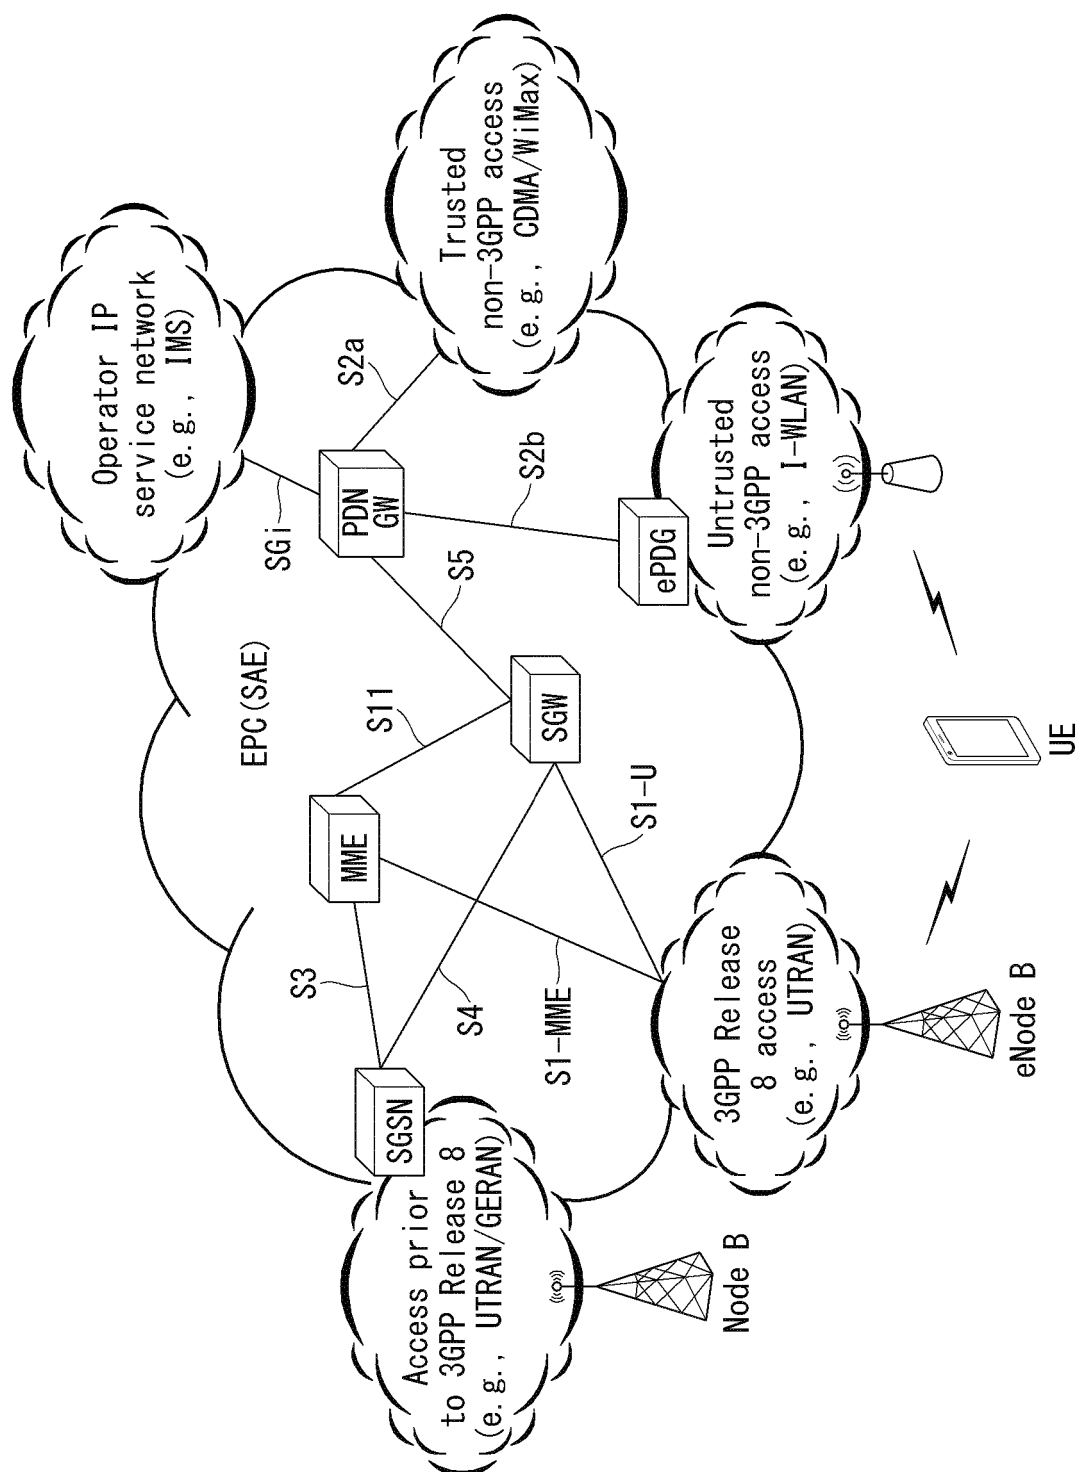 Operator IP
service network
(e.g., IMS)
EPC(SAE)
SGi
S2a
Trusted
non-3GPP access
(e.g., CDMA/WiMax)
PDN
GW
S5
S2b
S11
MME
S3
SGSN
S4
SGW
ePDG
S1-MME
S1-U
Access prior
to 3GPP Release 8
(e.g., UTRAN/GERAN)
3GPP Release
8 access
(e.g., UTRAN)
Untrusted
non-3GPP access
(e.g., I-WLAN)
Node B
eNode B
UE